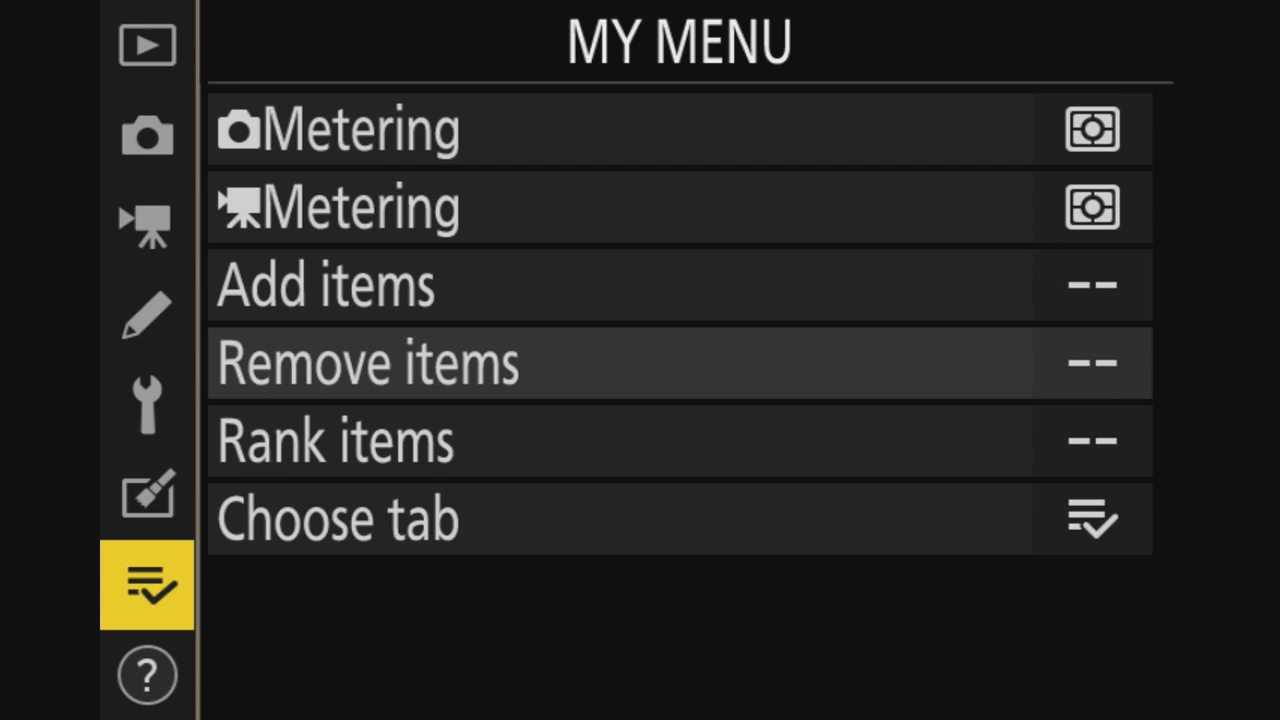 MY MENU
Metering
Metering
Add items
--
Remove items
--
Rank items
--
Choose tab
?